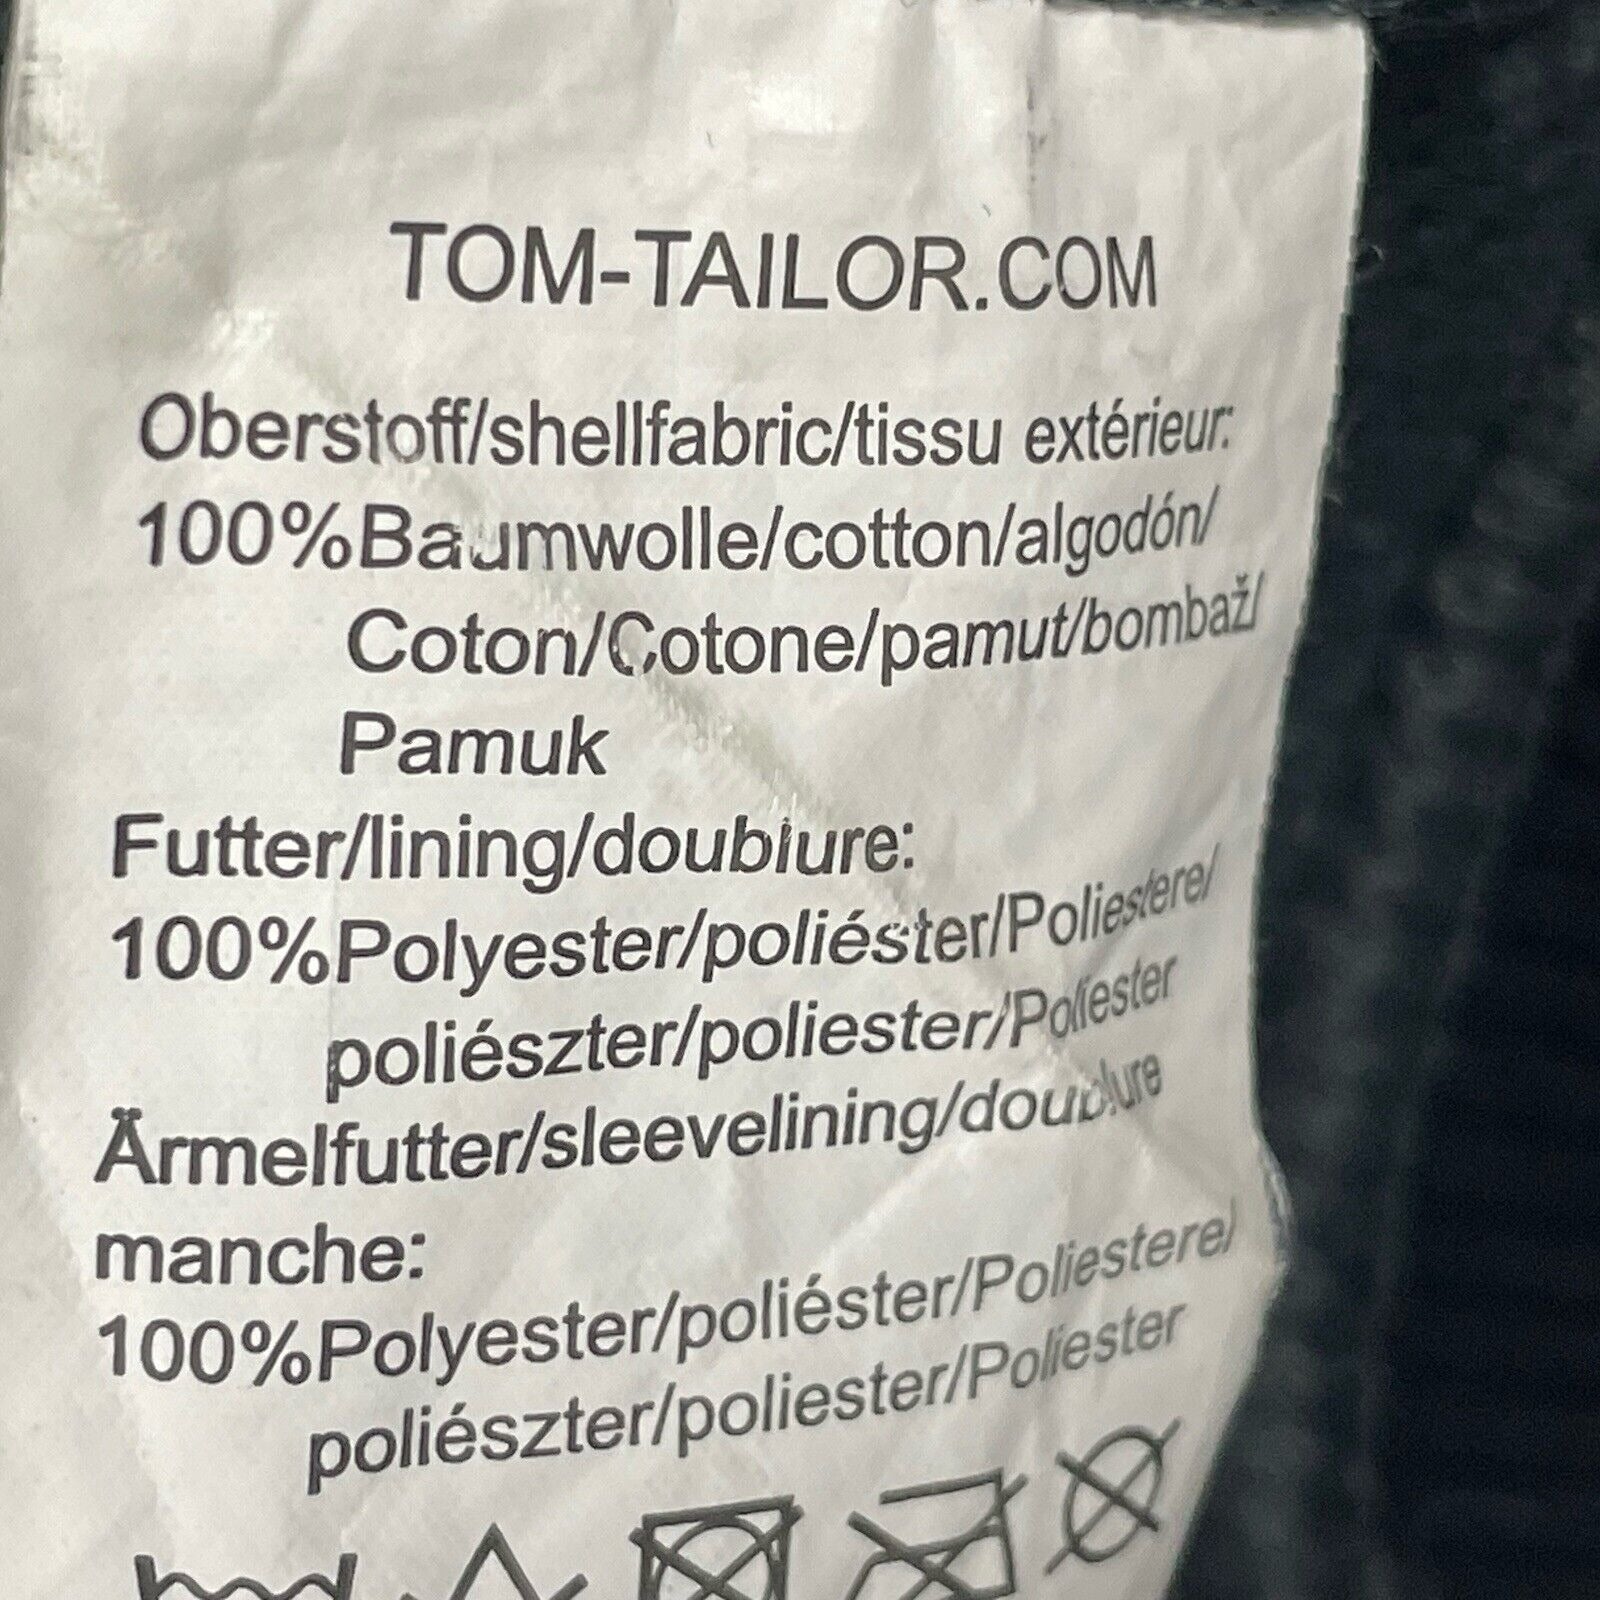 TOM-TAILOR.COM
Oberstoff/shellfabric/tissu extérieur:
100%Baumwolle/cotton/algodón/
Coton/Cotone/pamut/bombaž/
Pamuk
Futter/lining/doublure:
100%Polyester/poliéster/Poliestere/
poliészter/poliester/Poliester
Ärmelfutter/sleevelining/doublure
manche:
100%Polyester/poliéster/Poliestere/
poliészter/poliester/Poliester